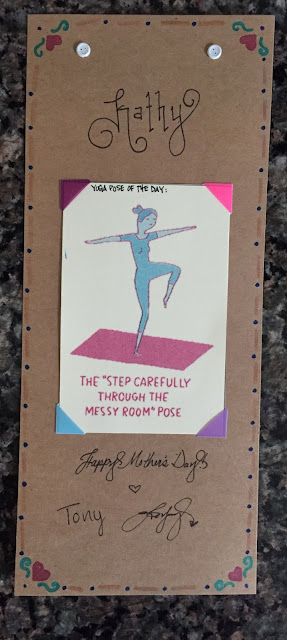 Kathy
YOGA POSE OF THE DAY:
THE "STEP CAREFULLY
THROUGH THE
MESSY ROOM" POSE
Happy Mother's Day!
Tony